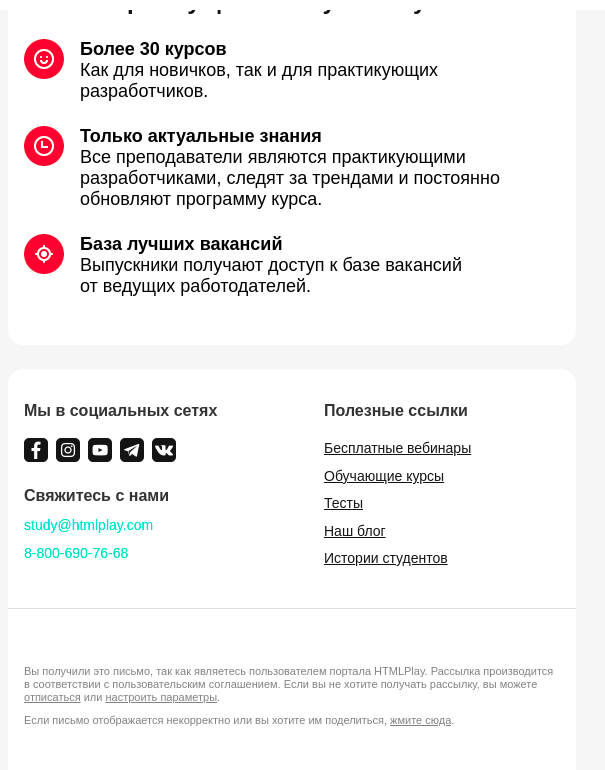 Более 30 курсов
Как для новичков, так и для практикующих
разработчиков.
Только актуальные знания
Все преподаватели являются практикующими
разработчиками, следят за трендами и постоянно
обновляют программу курса.
База лучших вакансий
Выпускники получают доступ к базе вакансий
от ведущих работодателей.
Мы в социальных сетях
Свяжитесь с нами
study@htmlplay.com
8-800-690-76-68
Полезные ссылки
Бесплатные вебинары
Обучающие курсы
Тесты
Наш блог
Истории студентов
Вы получили это письмо, так как являетесь пользователем портала HTMLPlay. Рассылка производится
в соответствии с пользовательским соглашением. Если вы не хотите получать рассылку, вы можете
отписаться или настроить параметры.
Если письмо отображается некорректно или вы хотите им поделиться, жмите сюда.